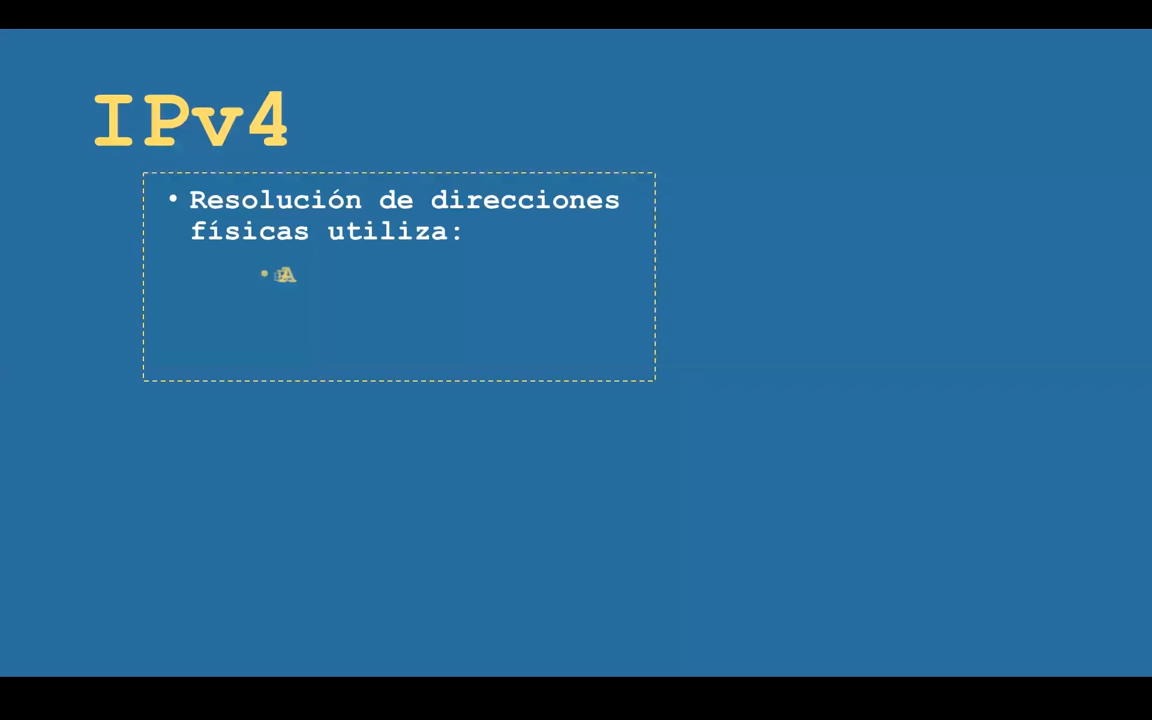 IPv4
• Resolución de direcciones
físicas utiliza:
• A